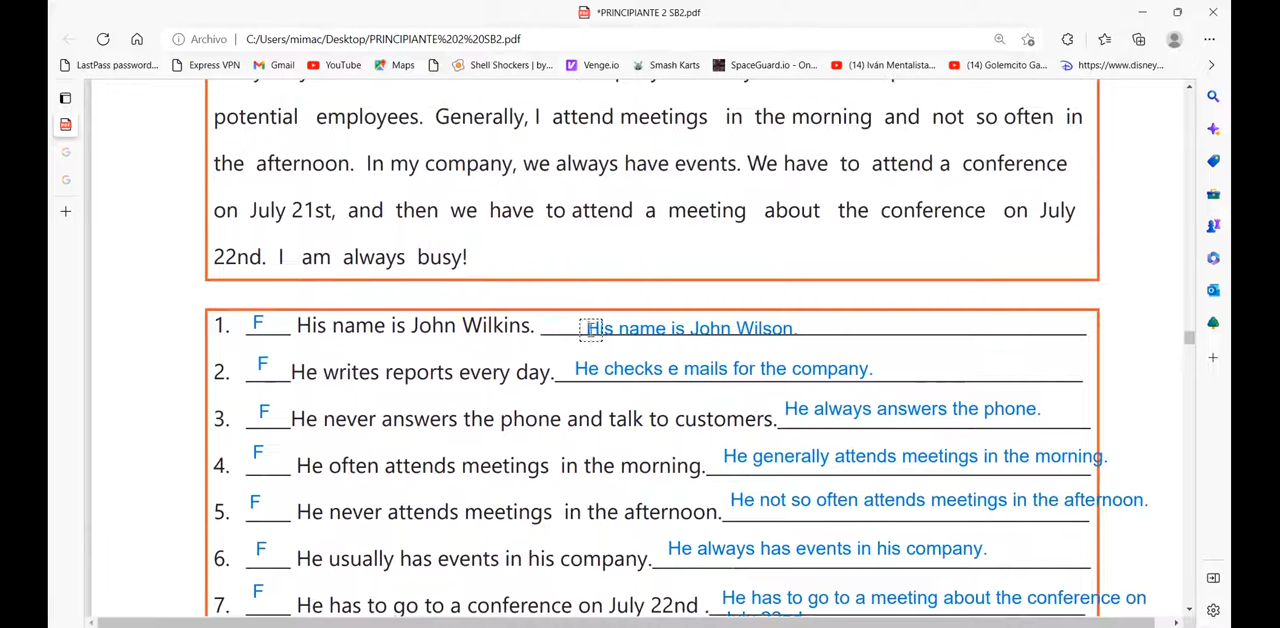 *PRINCIPIANTE 2 SB2.pdf
Archivo C:/Users/mimac/Desktop/PRINCIPIANTE%202%20SB2.pdf
LastPass password... Express VPN Gmail YouTube Maps Shell Shockers | by... Venge.io Smash Karts SpaceGuard.io - On... (14) Iván Mentalista... (14) Golemcito Ga... https://www.disney...
potential employees. Generally, I attend meetings in the morning and not so often in
the afternoon. In my company, we always have events. We have to attend a conference
on July 21st, and then we have to attend a meeting about the conference on July
22nd. I am always busy!
1. F His name is John Wilkins. His name is John Wilson.
2. F He writes reports every day. He checks e mails for the company.
3. F He never answers the phone and talk to customers. He always answers the phone.
4. F He often attends meetings in the morning. He generally attends meetings in the morning.
5. F He never attends meetings in the afternoon. He not so often attends meetings in the afternoon.
6. F He usually has events in his company. He always has events in his company.
7. F He has to go to a conference on July 22nd . He has to go to a meeting about the conference on